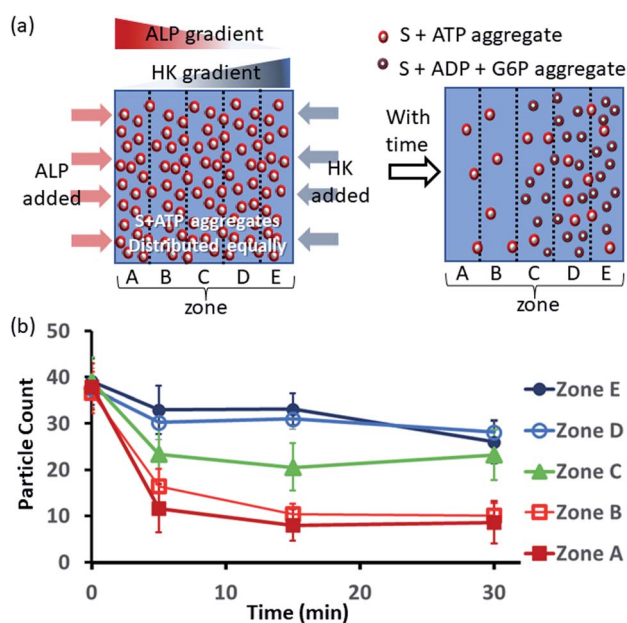 (a)
ALP gradient
HK gradient
S + ATP aggregate
S + ADP + G6P aggregate
ALP
added
HK
added
With
time
S+ATP aggregates
Distributed equally
A B C D E
zone
A B C D E
zone
(b)
Particle Count
50
40
30
20
10
0
0 10 20 30
Time (min)
Zone E
Zone D
Zone C
Zone B
Zone A